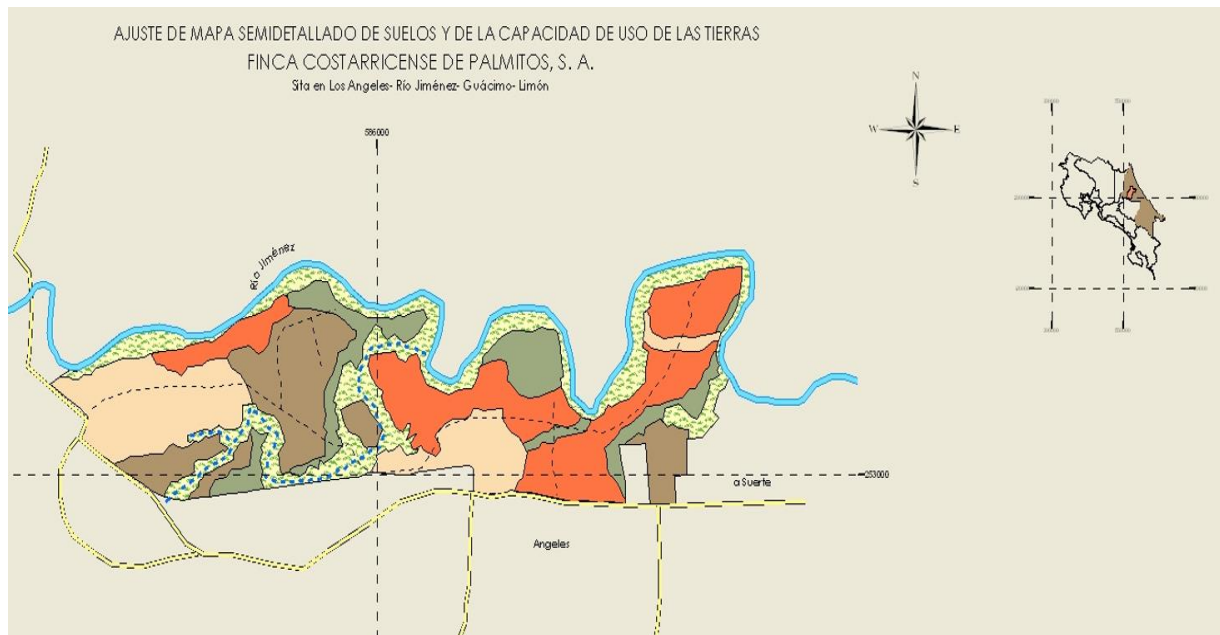 AJUSTE DE MAPA SEMIDETALLADO DE SUELOS Y DE LA CAPACIDAD DE USO DE LAS TIERRAS
FINCA COSTARRICENSE DE PALMITOS, S. A.
Sita en Los Angeles- Río Jiménez- Guácimo- Limón
N
W
E
S
586000
Río Jiménez
253000
a Suerte
Angeles